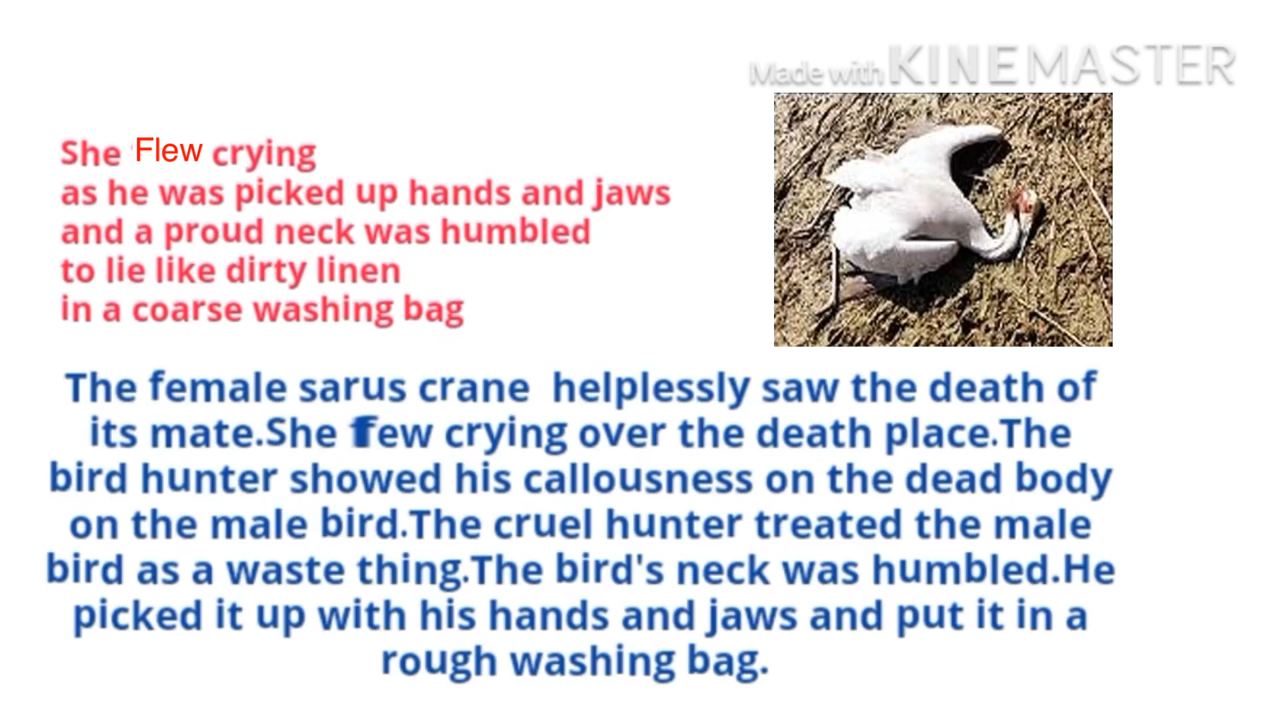 Made with KINEMASTER
She Flew crying
as he was picked up hands and jaws
and a proud neck was humbled
to lie like dirty linen
in a coarse washing bag
The female sarus crane helplessly saw the death of
its mate.She few crying over the death place.The
bird hunter showed his callousness on the dead body
on the male bird.The cruel hunter treated the male
bird as a waste thing.The bird's neck was humbled.He
picked it up with his hands and jaws and put it in a
rough washing bag.